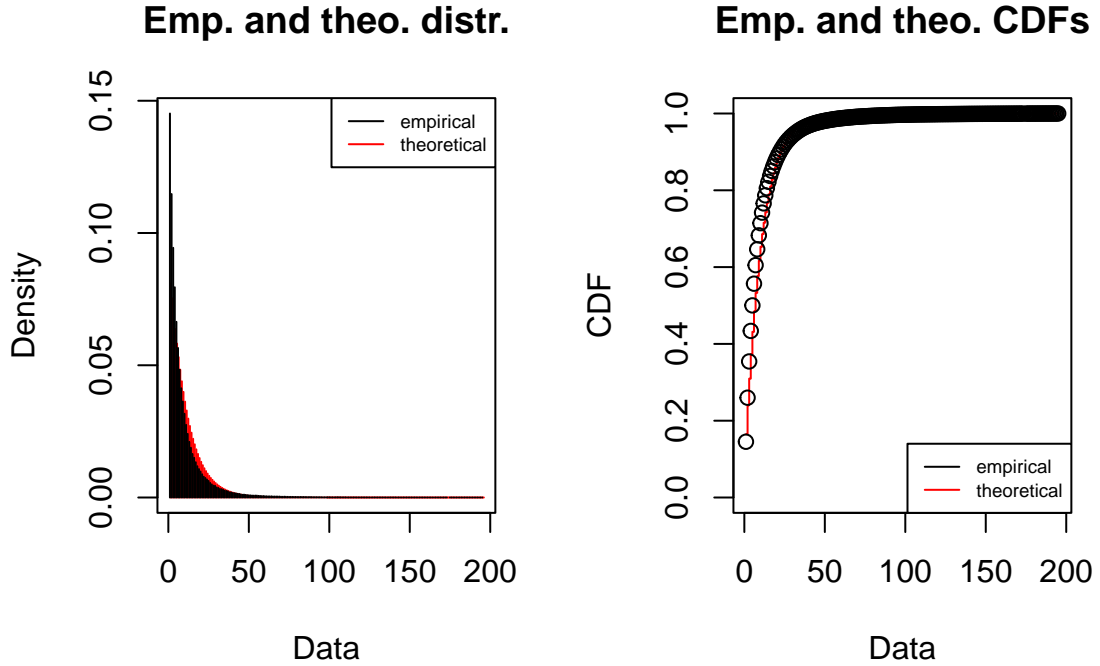 Emp. and theo. distr.
0.15
0.10
0.05
0.00
Density
empirical
theoretical
0 50 100 150 200
Data
Emp. and theo. CDFs
1.0
0.8
0.6
0.4
0.2
0.0
CDF
empirical
theoretical
0 50 100 150 200
Data